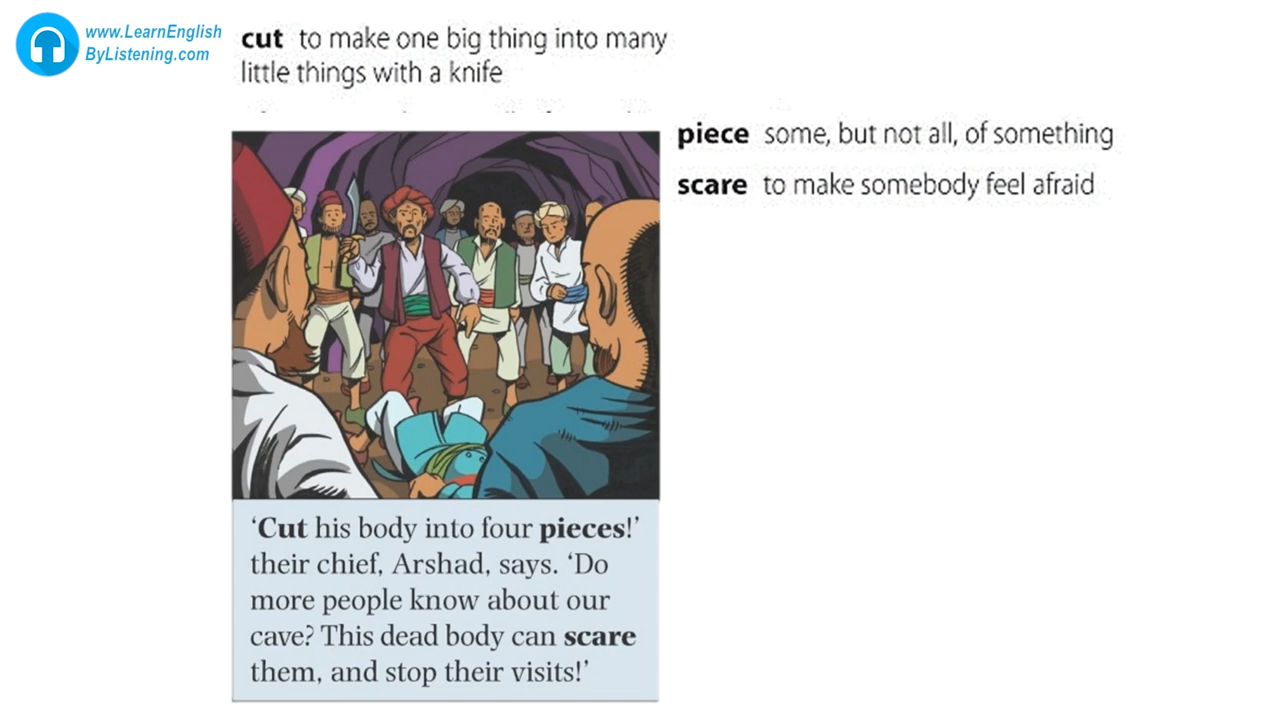 www.LearnEnglish
ByListening.com
cut to make one big thing into many
little things with a knife
piece some, but not all, of something
scare to make somebody feel afraid
‘Cut his body into four pieces!’
their chief, Arshad, says. ‘Do
more people know about our
cave? This dead body can scare
them, and stop their visits!’